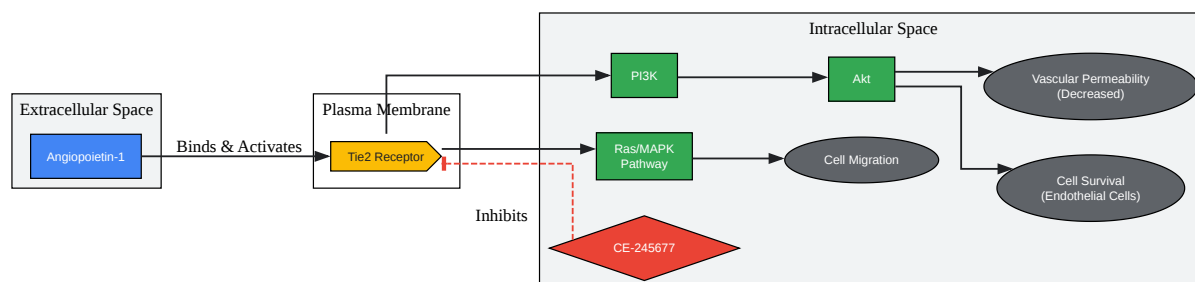 Intracellular Space
PI3K
Akt
Vascular Permeability
(Decreased)
Extracellular Space
Plasma Membrane
Angiopoietin-1
Binds & Activates
Tie2 Receptor
Ras/MAPK
Pathway
Cell Migration
Cell Survival
(Endothelial Cells)
Inhibits
CE-245677